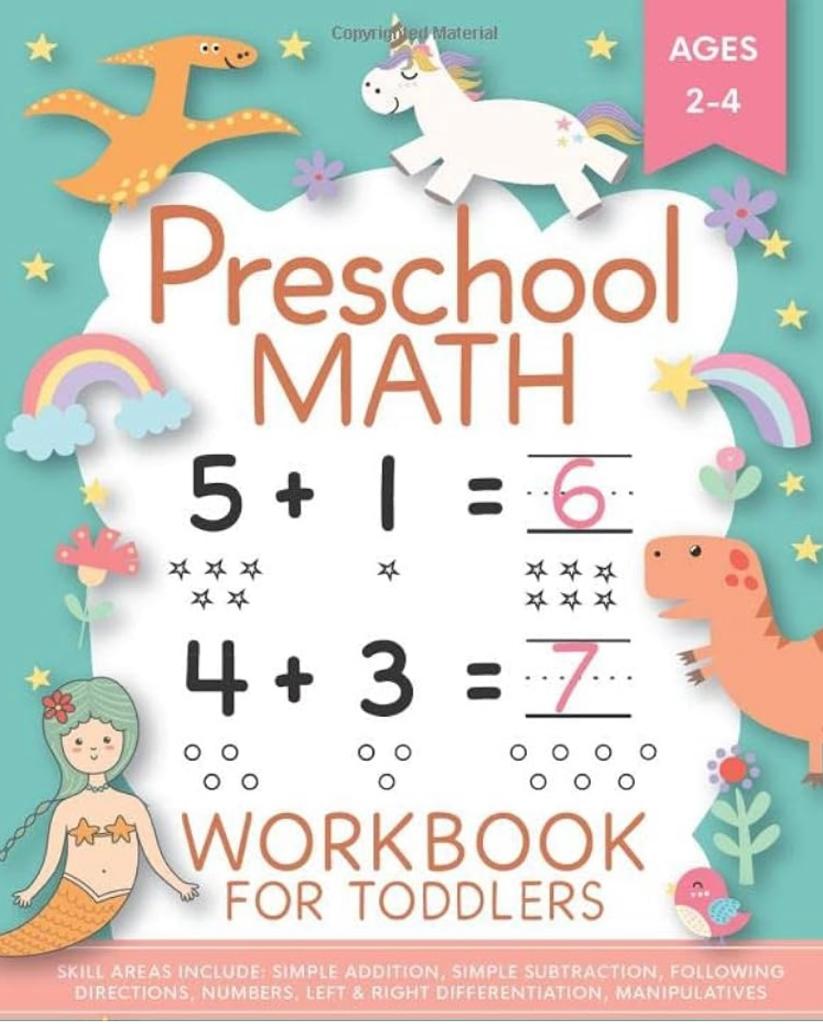 Copyrighted Material
AGES
2-4
Preschool
MATH
5 + 1 = 6
4 + 3 = 7
WORKBOOK
FOR TODDLERS
SKILL AREAS INCLUDE: SIMPLE ADDITION, SIMPLE SUBTRACTION, FOLLOWING
DIRECTIONS, NUMBERS, LEFT & RIGHT DIFFERENTIATION, MANIPULATIVES